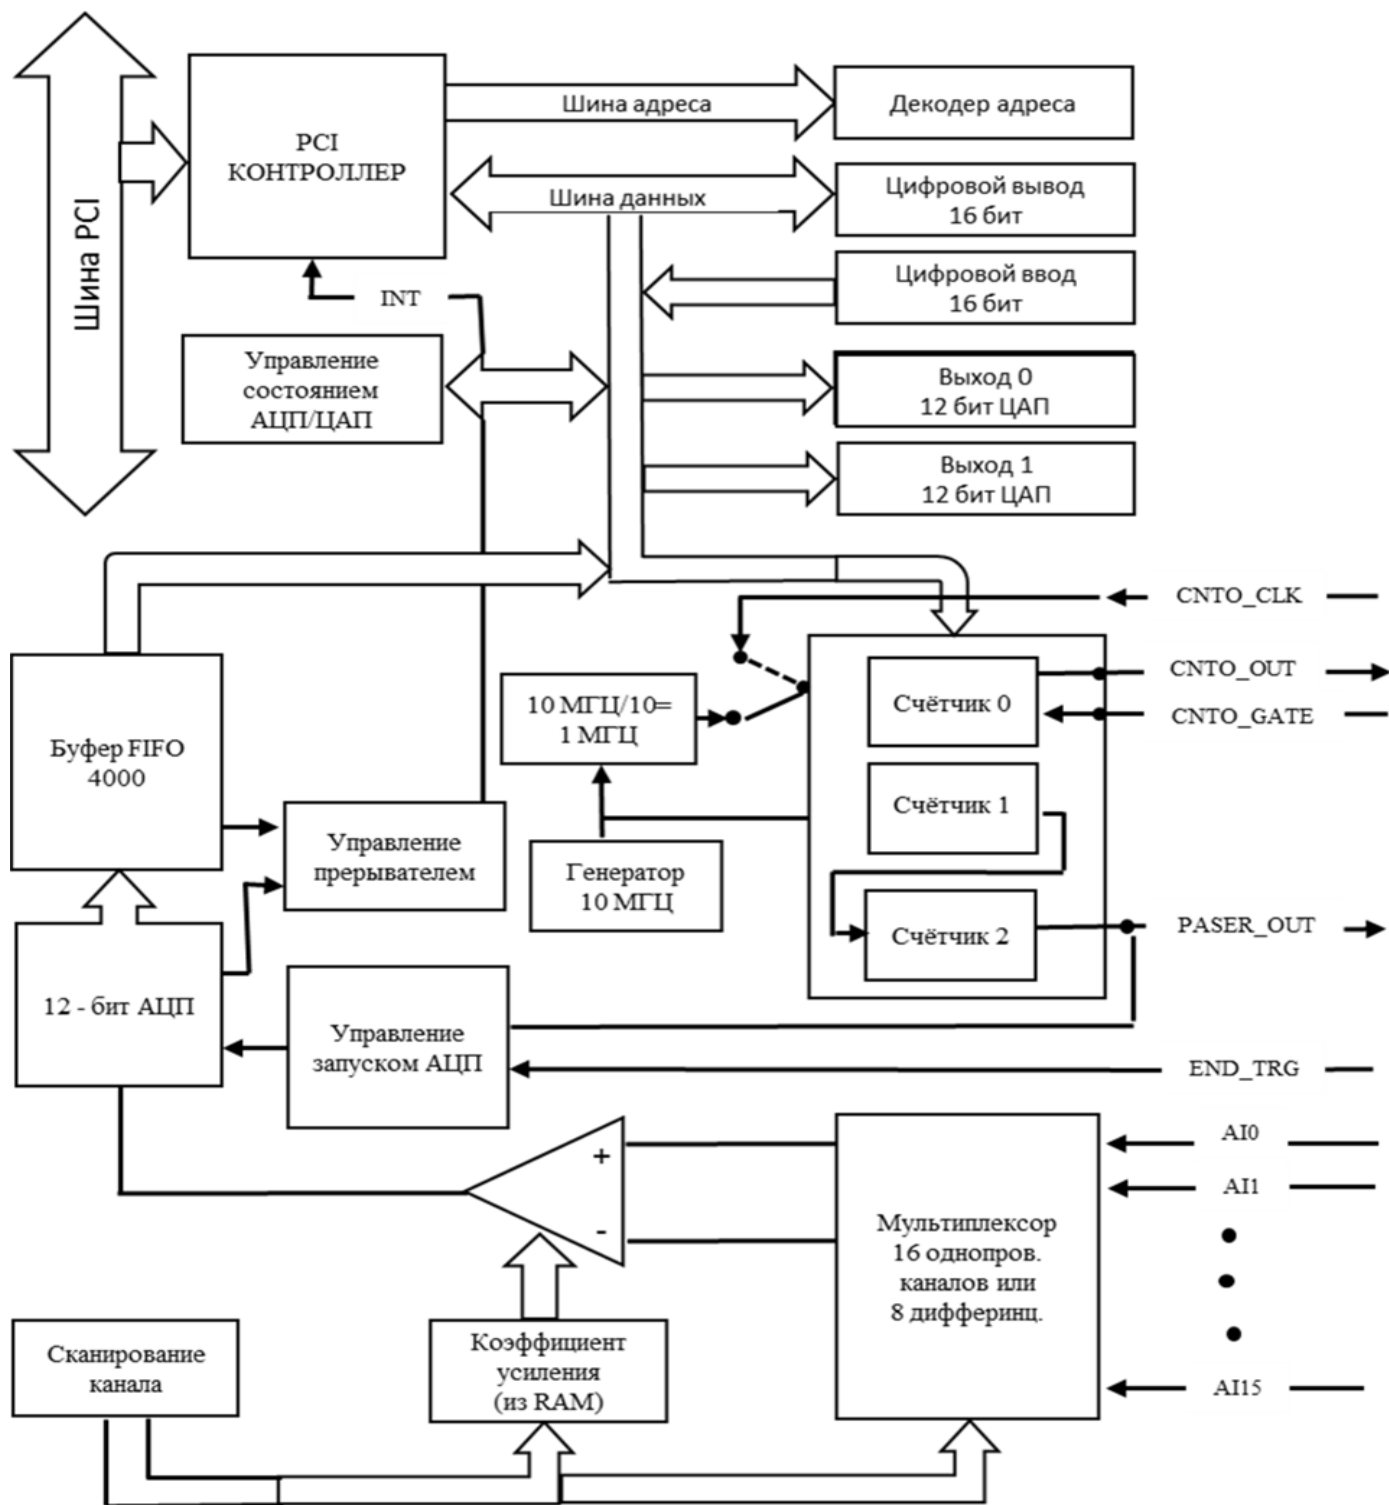 Шина PCI
PCI
КОНТРОЛЛЕР
Шина адреса
Декодер адреса
Шина данных
Цифровой вывод
16 бит
Цифровой ввод
16 бит
INT
Управление
состоянием
АЦП/ЦАП
Выход 0
12 бит ЦАП
Выход 1
12 бит ЦАП
CNTO_CLK
CNTO_OUT
CNTO_GATE
10 МГЦ/10=
1 МГЦ
Счётчик 0
Счётчик 1
Счётчик 2
Буфер FIFO
4000
Управление
прерывателем
Генератор
10 МГЦ
PASER_OUT
12 - бит АЦП
Управление
запуском АЦП
END_TRG
+
-
Мультиплексор
16 однопров.
каналов или
8 дифферинц.
AI0
AI1
AI15
Сканирование
канала
Коэффициент
усиления
(из RAM)